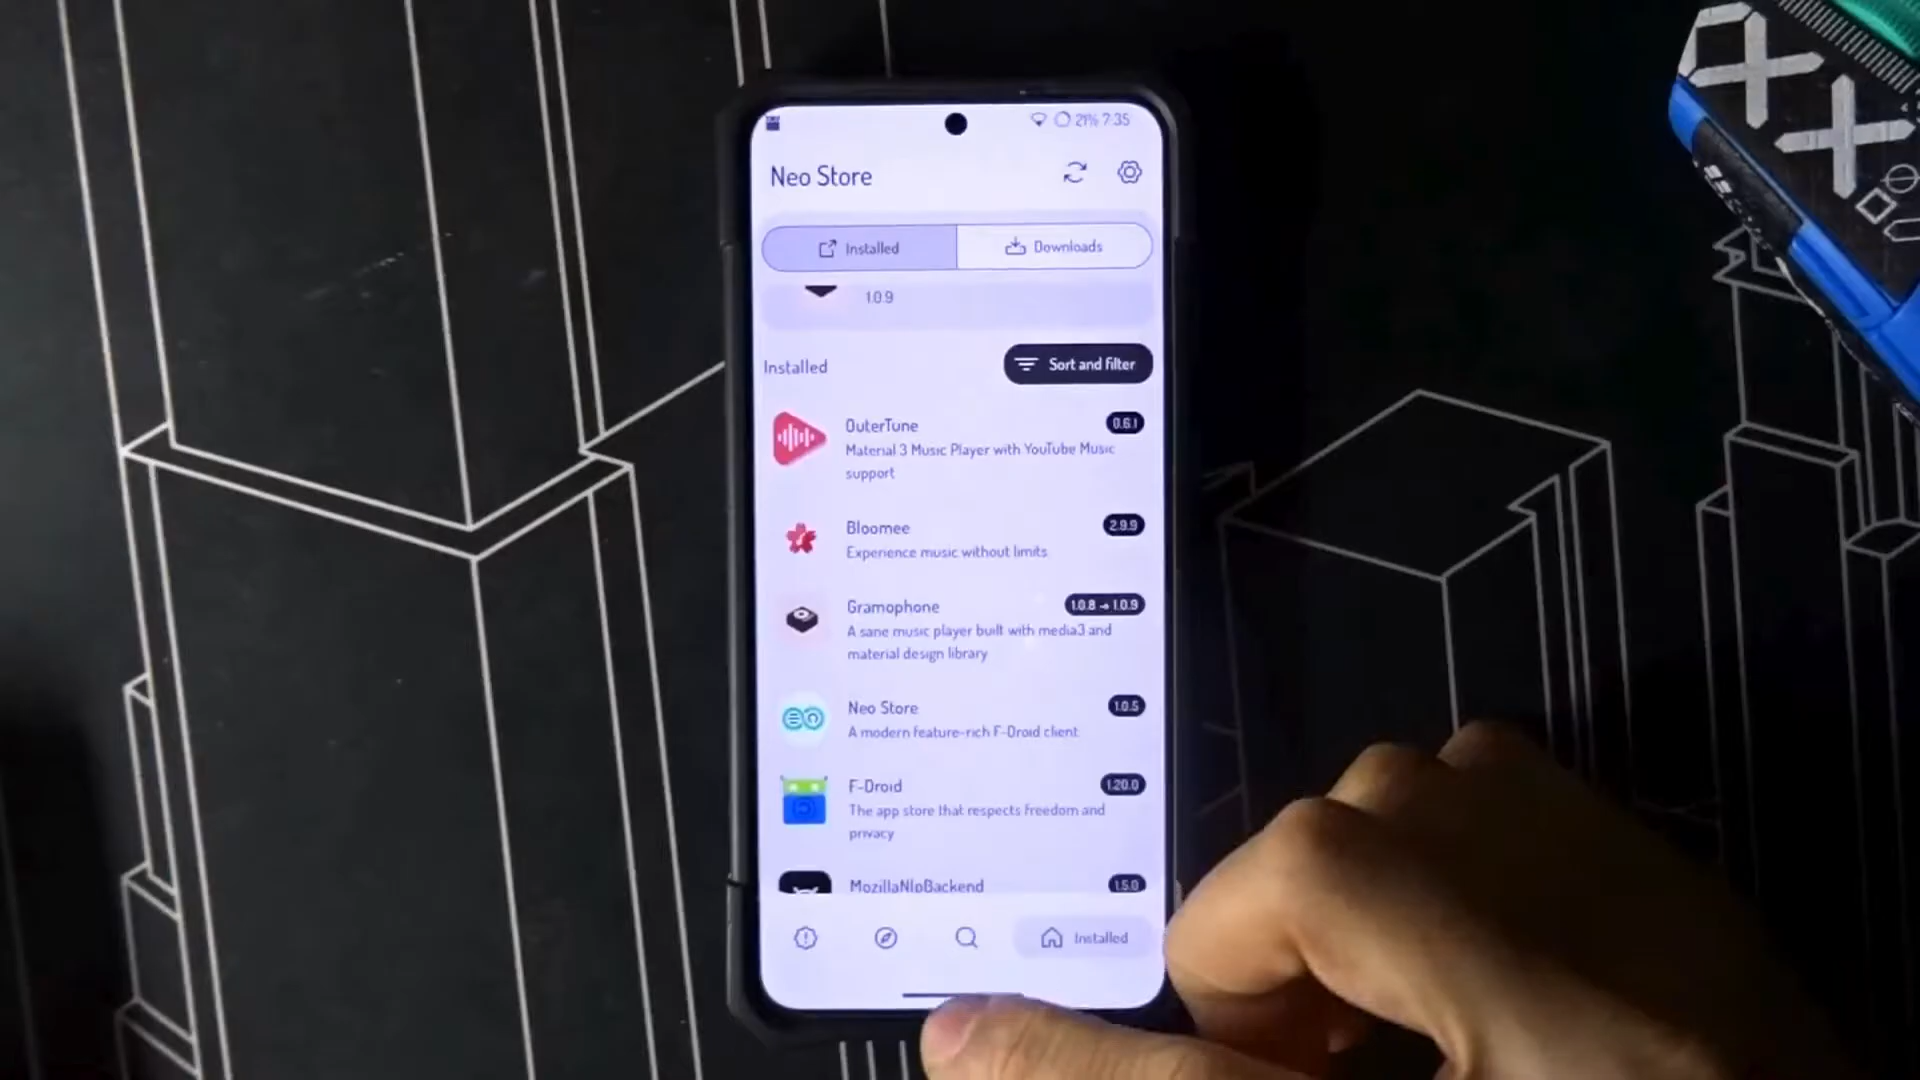 21% 7:35
Neo Store
Installed
Downloads
1.0.9
Installed
Sort and filter
OuterTune
0.6.1
Material 3 Music Player with YouTube Music
support
Bloomee
2.9.9
Experience music without limits
Gramophone
1.0.8 → 1.0.9
A sane music player built with media3 and
material design library
Neo Store
1.0.5
A modern feature-rich F-Droid client
F-Droid
1.20.0
The app store that respects freedom and
privacy
MozillaNlpBackend
1.5.0
Installed